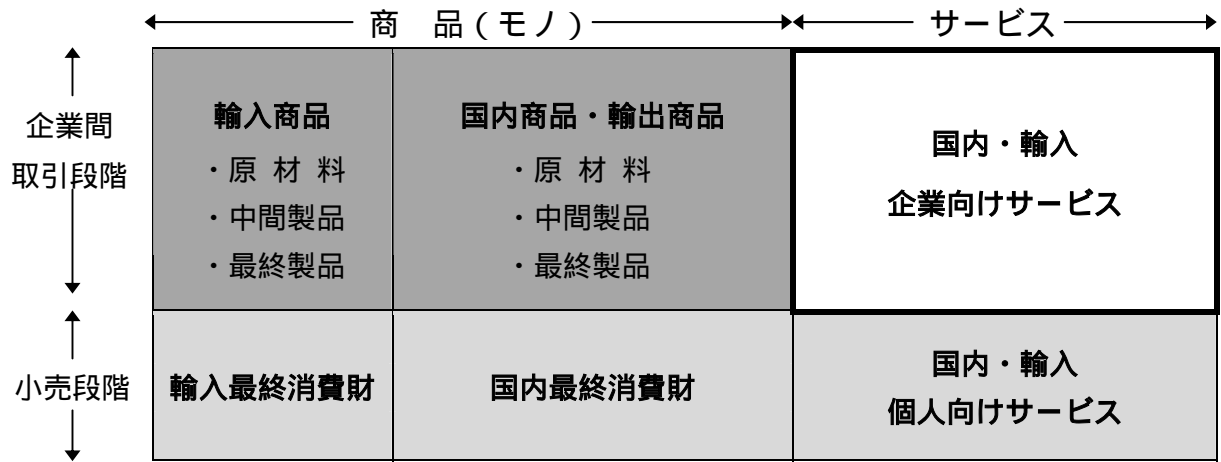 商　品（モノ）
サービス
企業間
取引段階
輸入商品
・原 材 料
・中間製品
・最終製品
国内商品・輸出商品
・原 材 料
・中間製品
・最終製品
国内・輸入
企業向けサービス
小売段階
輸入最終消費財
国内最終消費財
国内・輸入
個人向けサービス